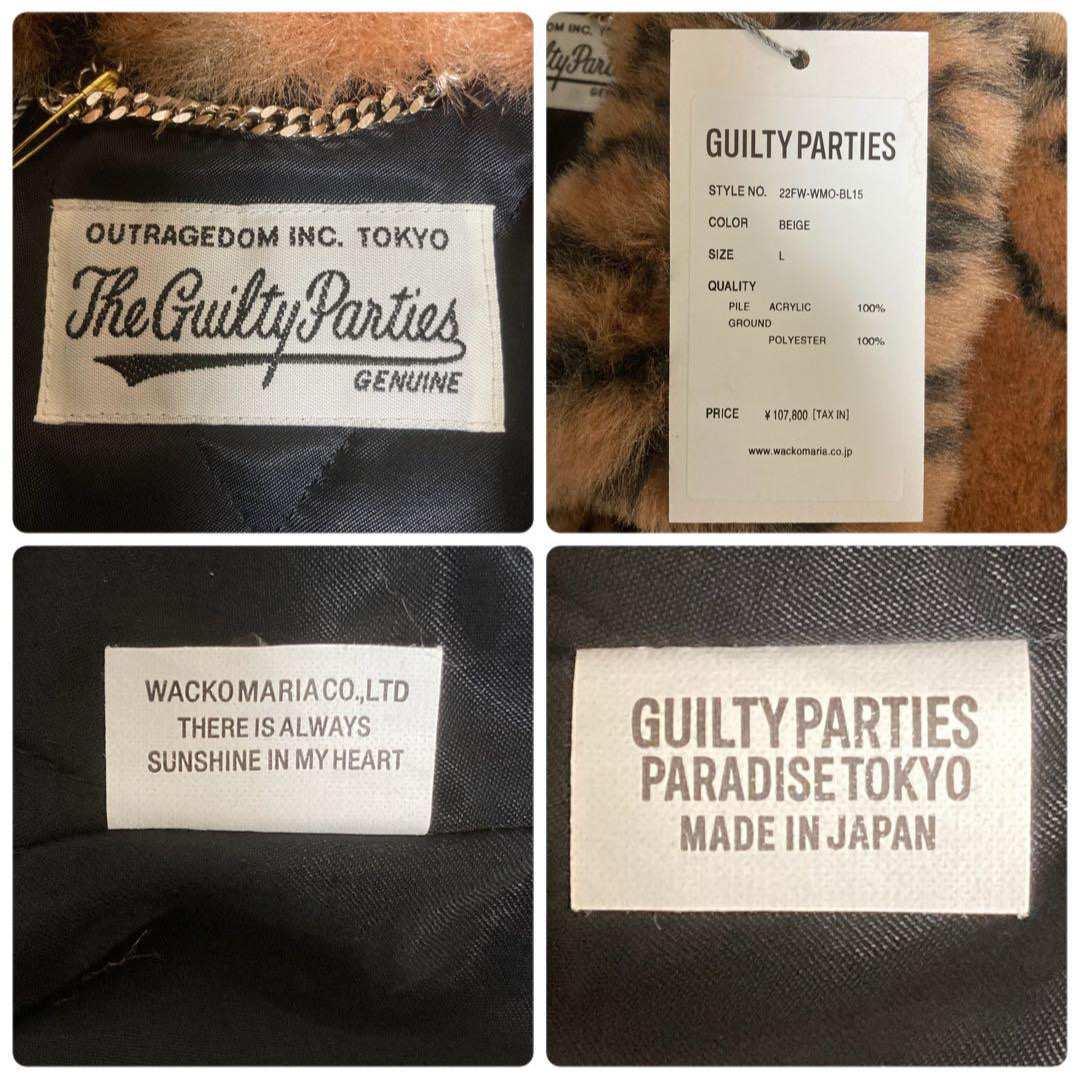 OUTRAGEDOM INC. TOKYO
The Guilty Parties
GENUINE
GUILTY PARTIES
STYLE NO. 22FW-WMO-BL15
COLOR BEIGE
SIZE L
QUALITY
PILE ACRYLIC 100%
GROUND
POLYESTER 100%
PRICE ¥ 107,800 [TAX IN]
www.wackomaria.co.jp
WACKO MARIA CO.,LTD
THERE IS ALWAYS
SUNSHINE IN MY HEART
GUILTY PARTIES
PARADISE TOKYO
MADE IN JAPAN